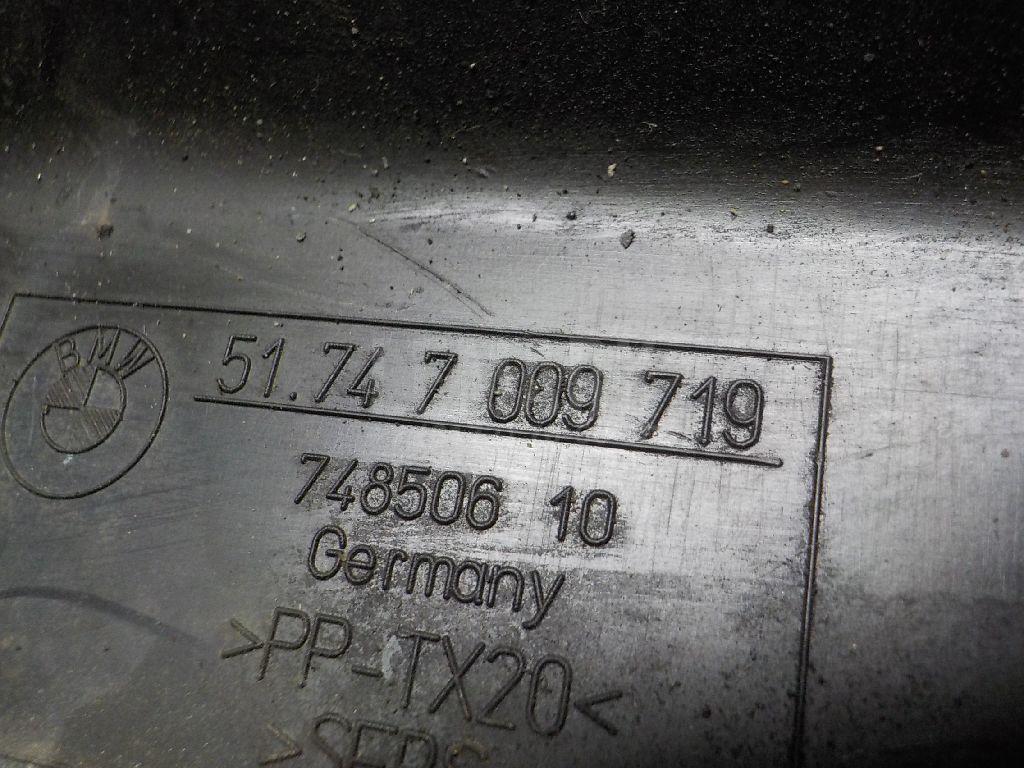 BMW
51.74 7 009 719
748506 10
Germany
>PP-TX20<